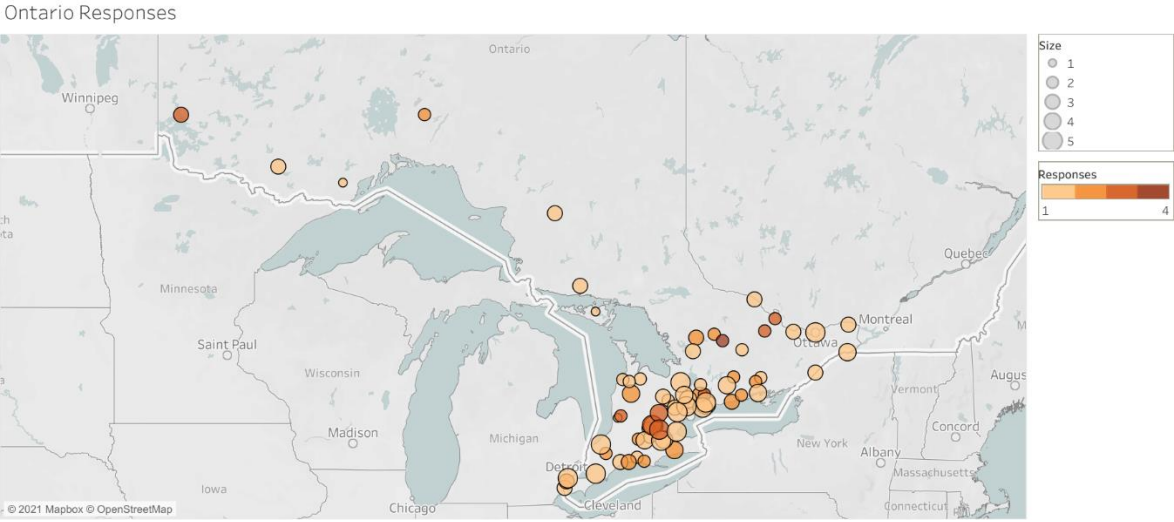 Ontario Responses
Ontario
Winnipeg
Minnesota
Saint Paul
Wisconsin
Madison
Iowa
Chicago
Michigan
Detroit
Cleveland
Quebec
Montreal
Ottawa
Vermont
Augus
Concord
New York
Albany
Massachusetts
Connecticut
© 2021 Mapbox © OpenStreetMap
Size
1
2
3
4
5
Responses
1
4